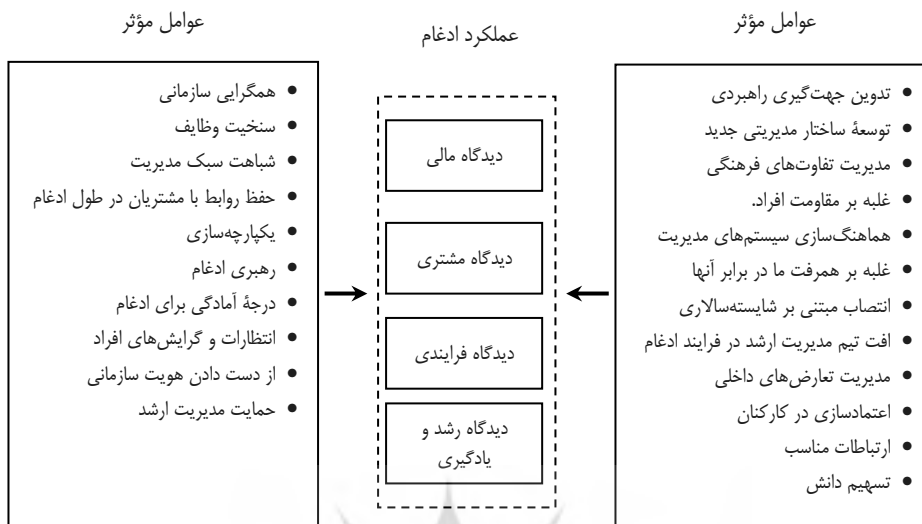 عوامل مؤثر
تدوین جهت‌گیری راهبردی
توسعهٔ ساختار مدیریتی جدید
مدیریت تفاوت‌های فرهنگی
غلبه بر مقاومت افراد.
هماهنگ‌سازی سیستم‌های مدیریت
غلبه بر همرفت ما در برابر آنها
انتصاب مبتنی بر شایسته‌سالاری
افت تیم مدیریت ارشد در فرایند ادغام
مدیریت تعارض‌های داخلی
اعتمادسازی در کارکنان
ارتباطات مناسب
تسهیم دانش
عملکرد ادغام
دیدگاه مالی
دیدگاه مشتری
دیدگاه فرایندی
دیدگاه رشد و
یادگیری
عوامل مؤثر
همگرایی سازمانی
سنخیت وظایف
شباهت سبک مدیریت
حفظ روابط با مشتریان در طول ادغام
یکپارچه‌سازی
رهبری ادغام
درجهٔ آمادگی برای ادغام
انتظارات و گرایش‌های افراد
از دست دادن هویت سازمانی
حمایت مدیریت ارشد